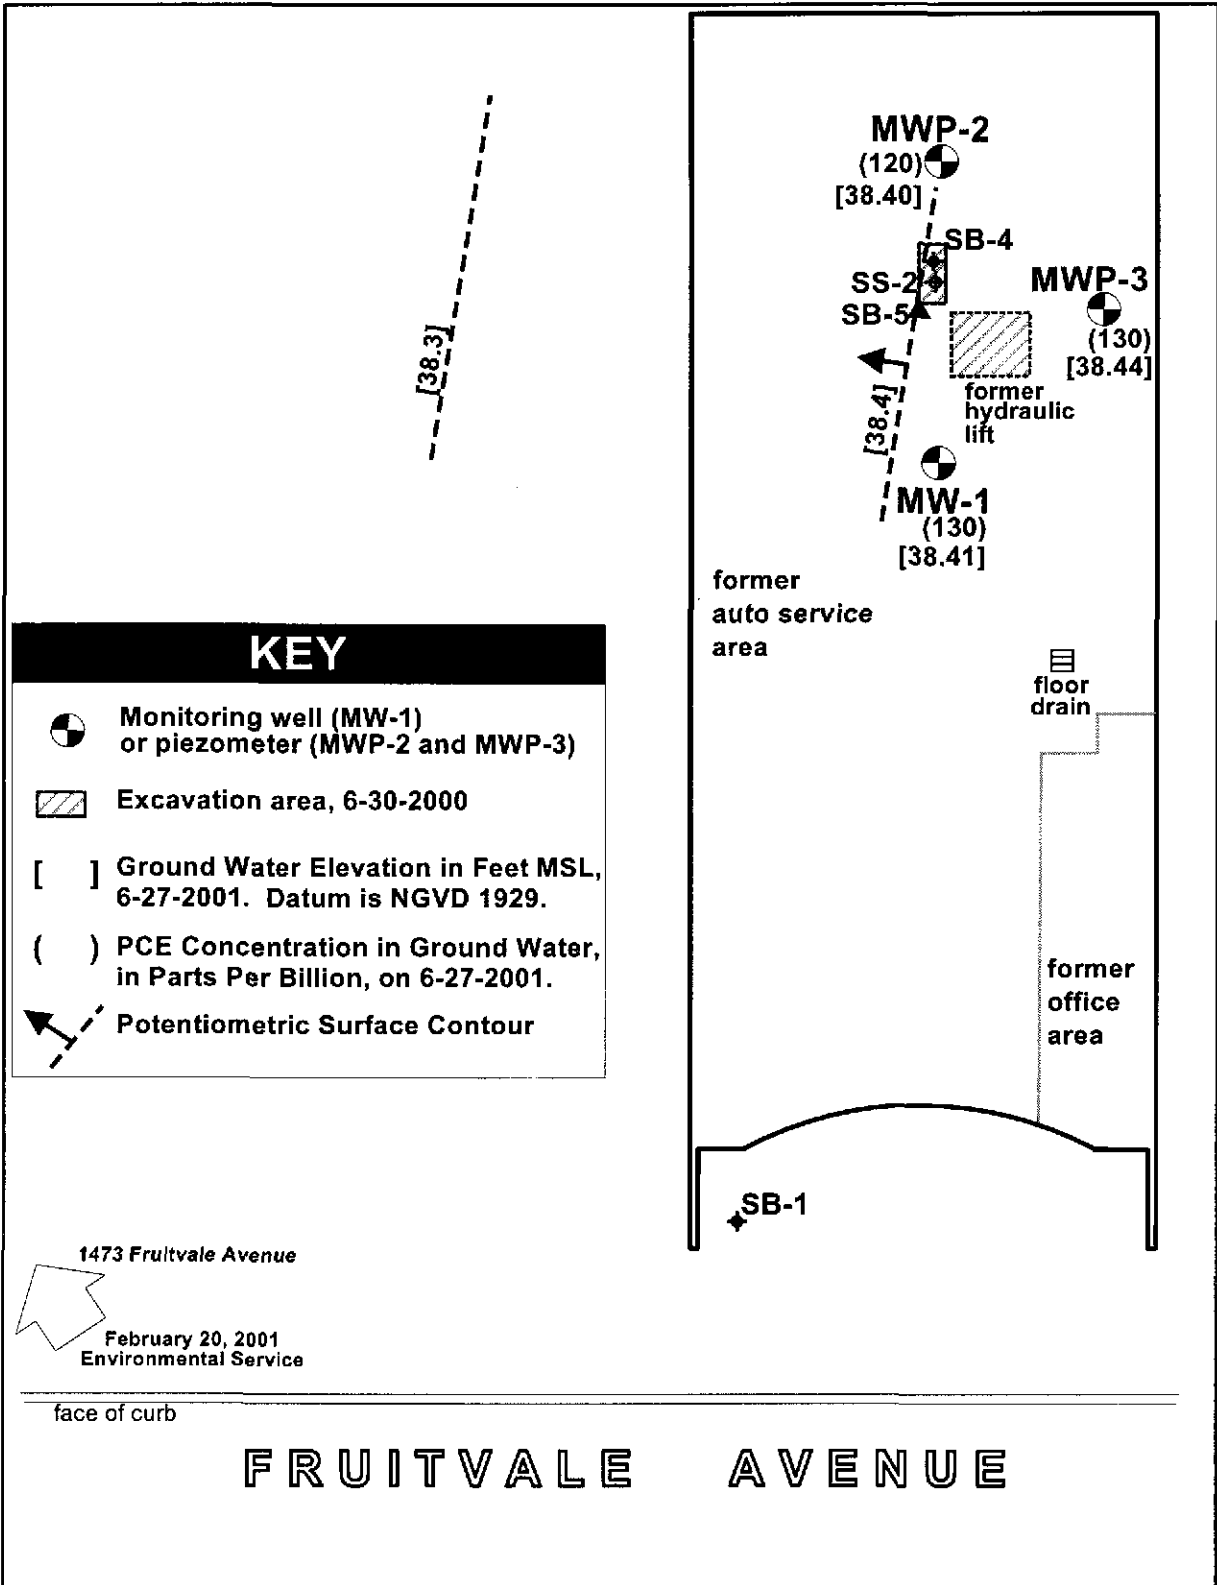 MWP-2
(120)
[38.40]
SB-4
SS-2
SB-5
MWP-3
(130)
[38.44]
former
hydraulic
lift
[38.3]
[38.4]
MW-1
(130)
[38.41]
former
auto service
area
floor
drain
KEY
Monitoring well (MW-1)
or piezometer (MWP-2 and MWP-3)
Excavation area, 6-30-2000
[ ] Ground Water Elevation in Feet MSL,
6-27-2001. Datum is NGVD 1929.
( ) PCE Concentration in Ground Water,
in Parts Per Billion, on 6-27-2001.
Potentiometric Surface Contour
former
office
area
SB-1
1473 Fruitvale Avenue
February 20, 2001
Environmental Service
face of curb
FRUITVALE AVENUE